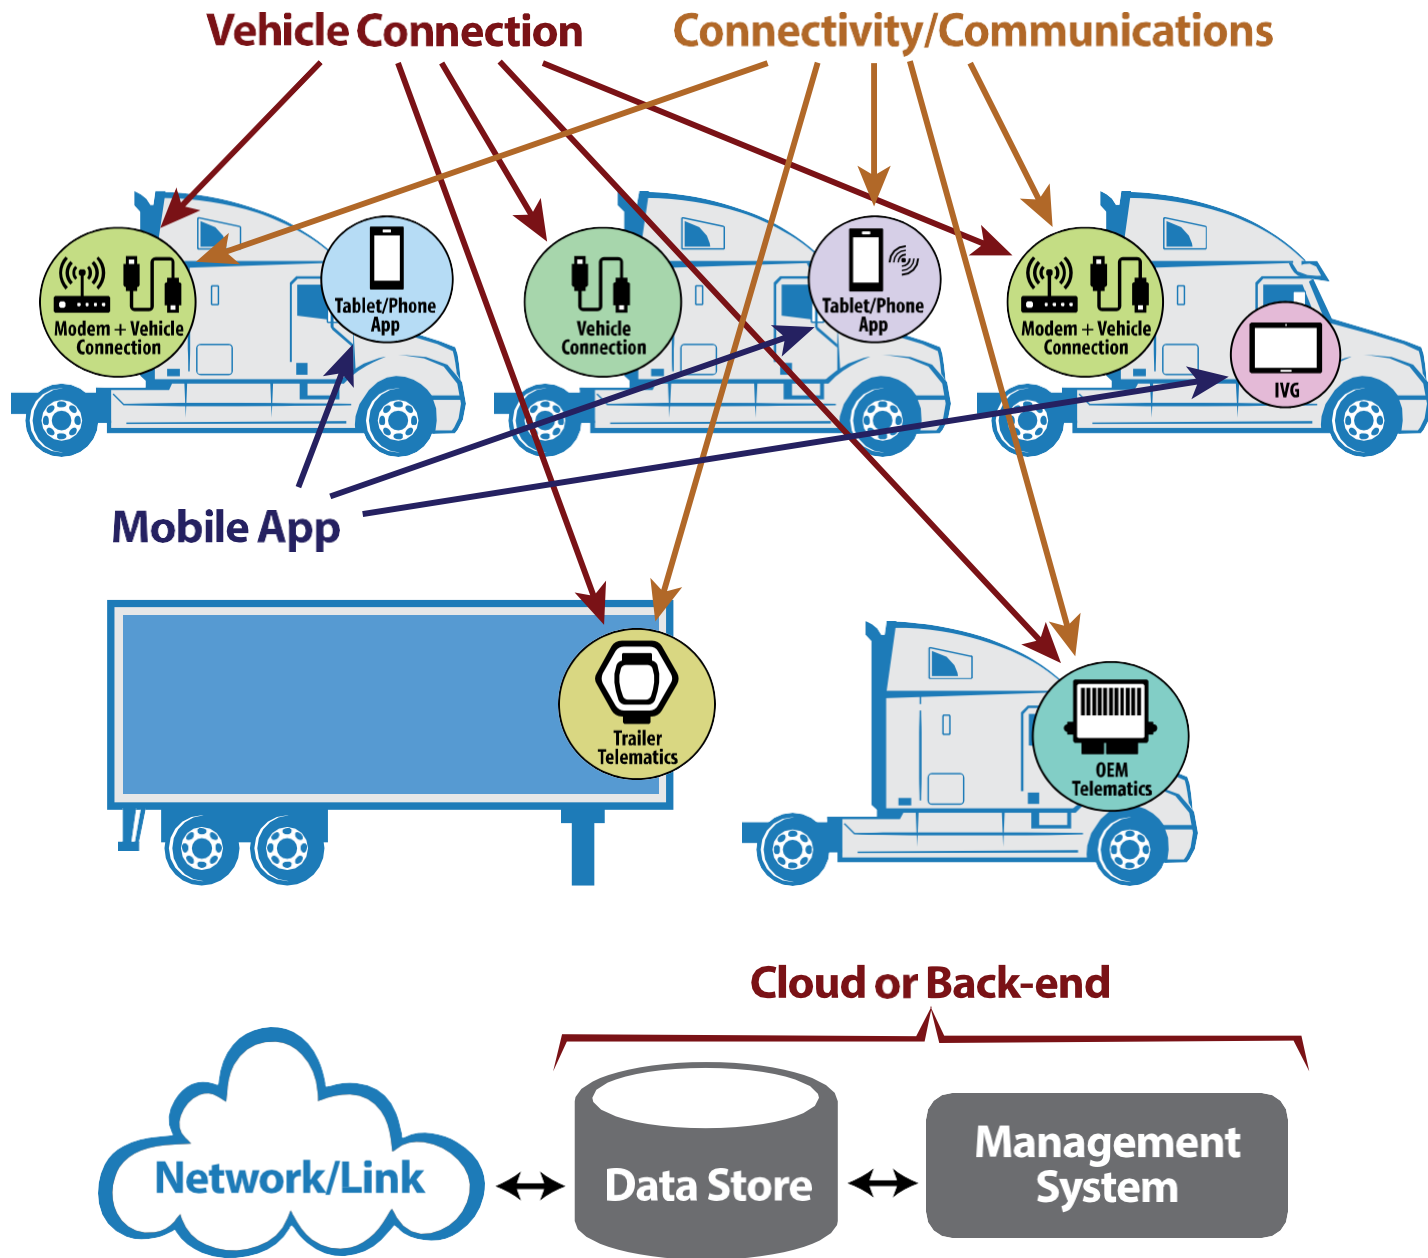 Vehicle Connection
Connectivity/Communications
Modem + Vehicle
Connection
Tablet/Phone
App
Vehicle
Connection
Tablet/Phone
App
Modem + Vehicle
Connection
IVG
Mobile App
Trailer
Telematics
OEM
Telematics
Cloud or Back-end
Network/Link
Data Store
Management
System